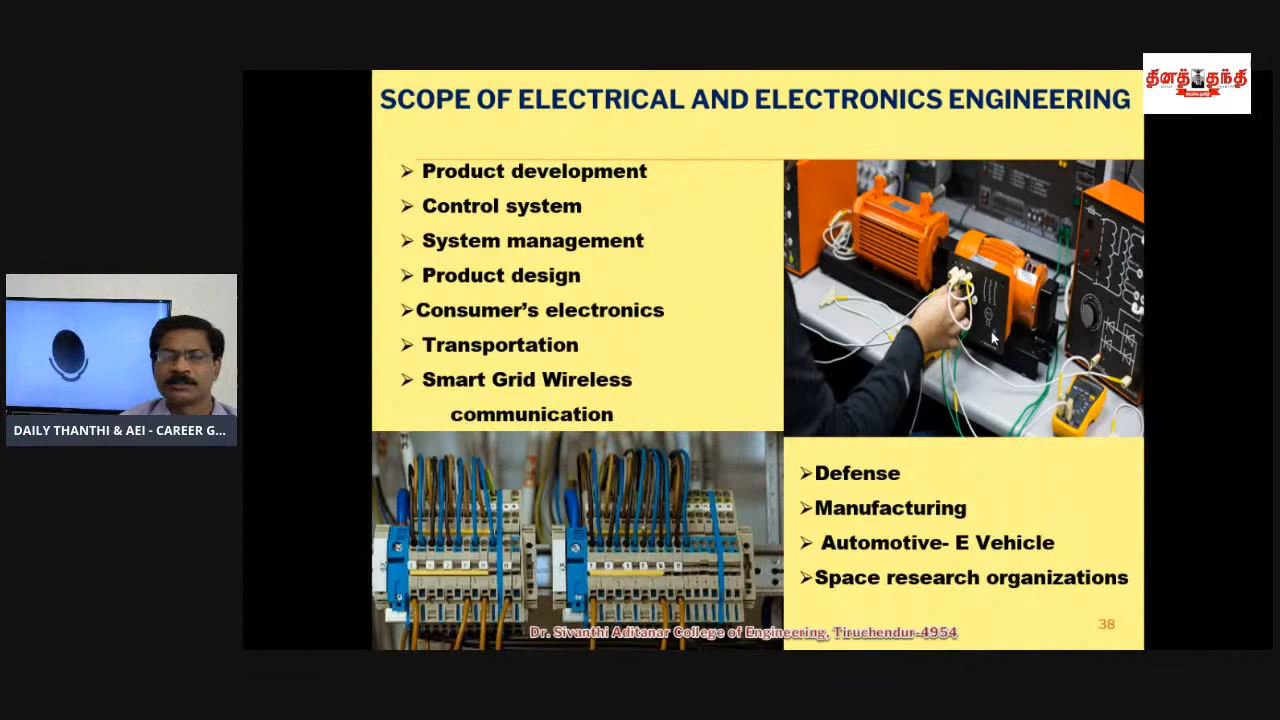 SCOPE OF ELECTRICAL AND ELECTRONICS ENGINEERING
தினத்தந்தி
➢ Product development
➢ Control system
➢ System management
➢ Product design
➢Consumer’s electronics
➢ Transportation
➢ Smart Grid Wireless
communication
➢Defense
➢Manufacturing
➢ Automotive- E Vehicle
➢Space research organizations
Dr. Sivanthi Aditanar College of Engineering, Tiruchendur-4954
38
DAILY THANTHI & AEI - CAREER G...